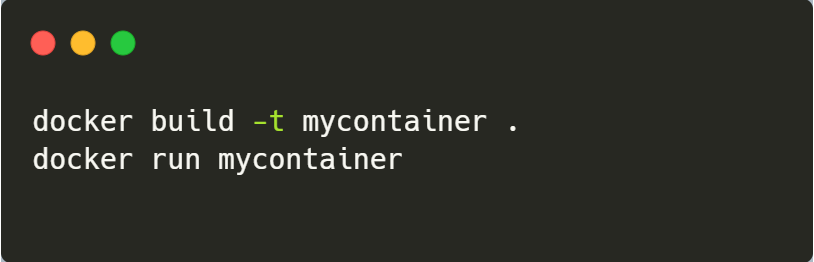 docker build -t mycontainer .
docker run mycontainer